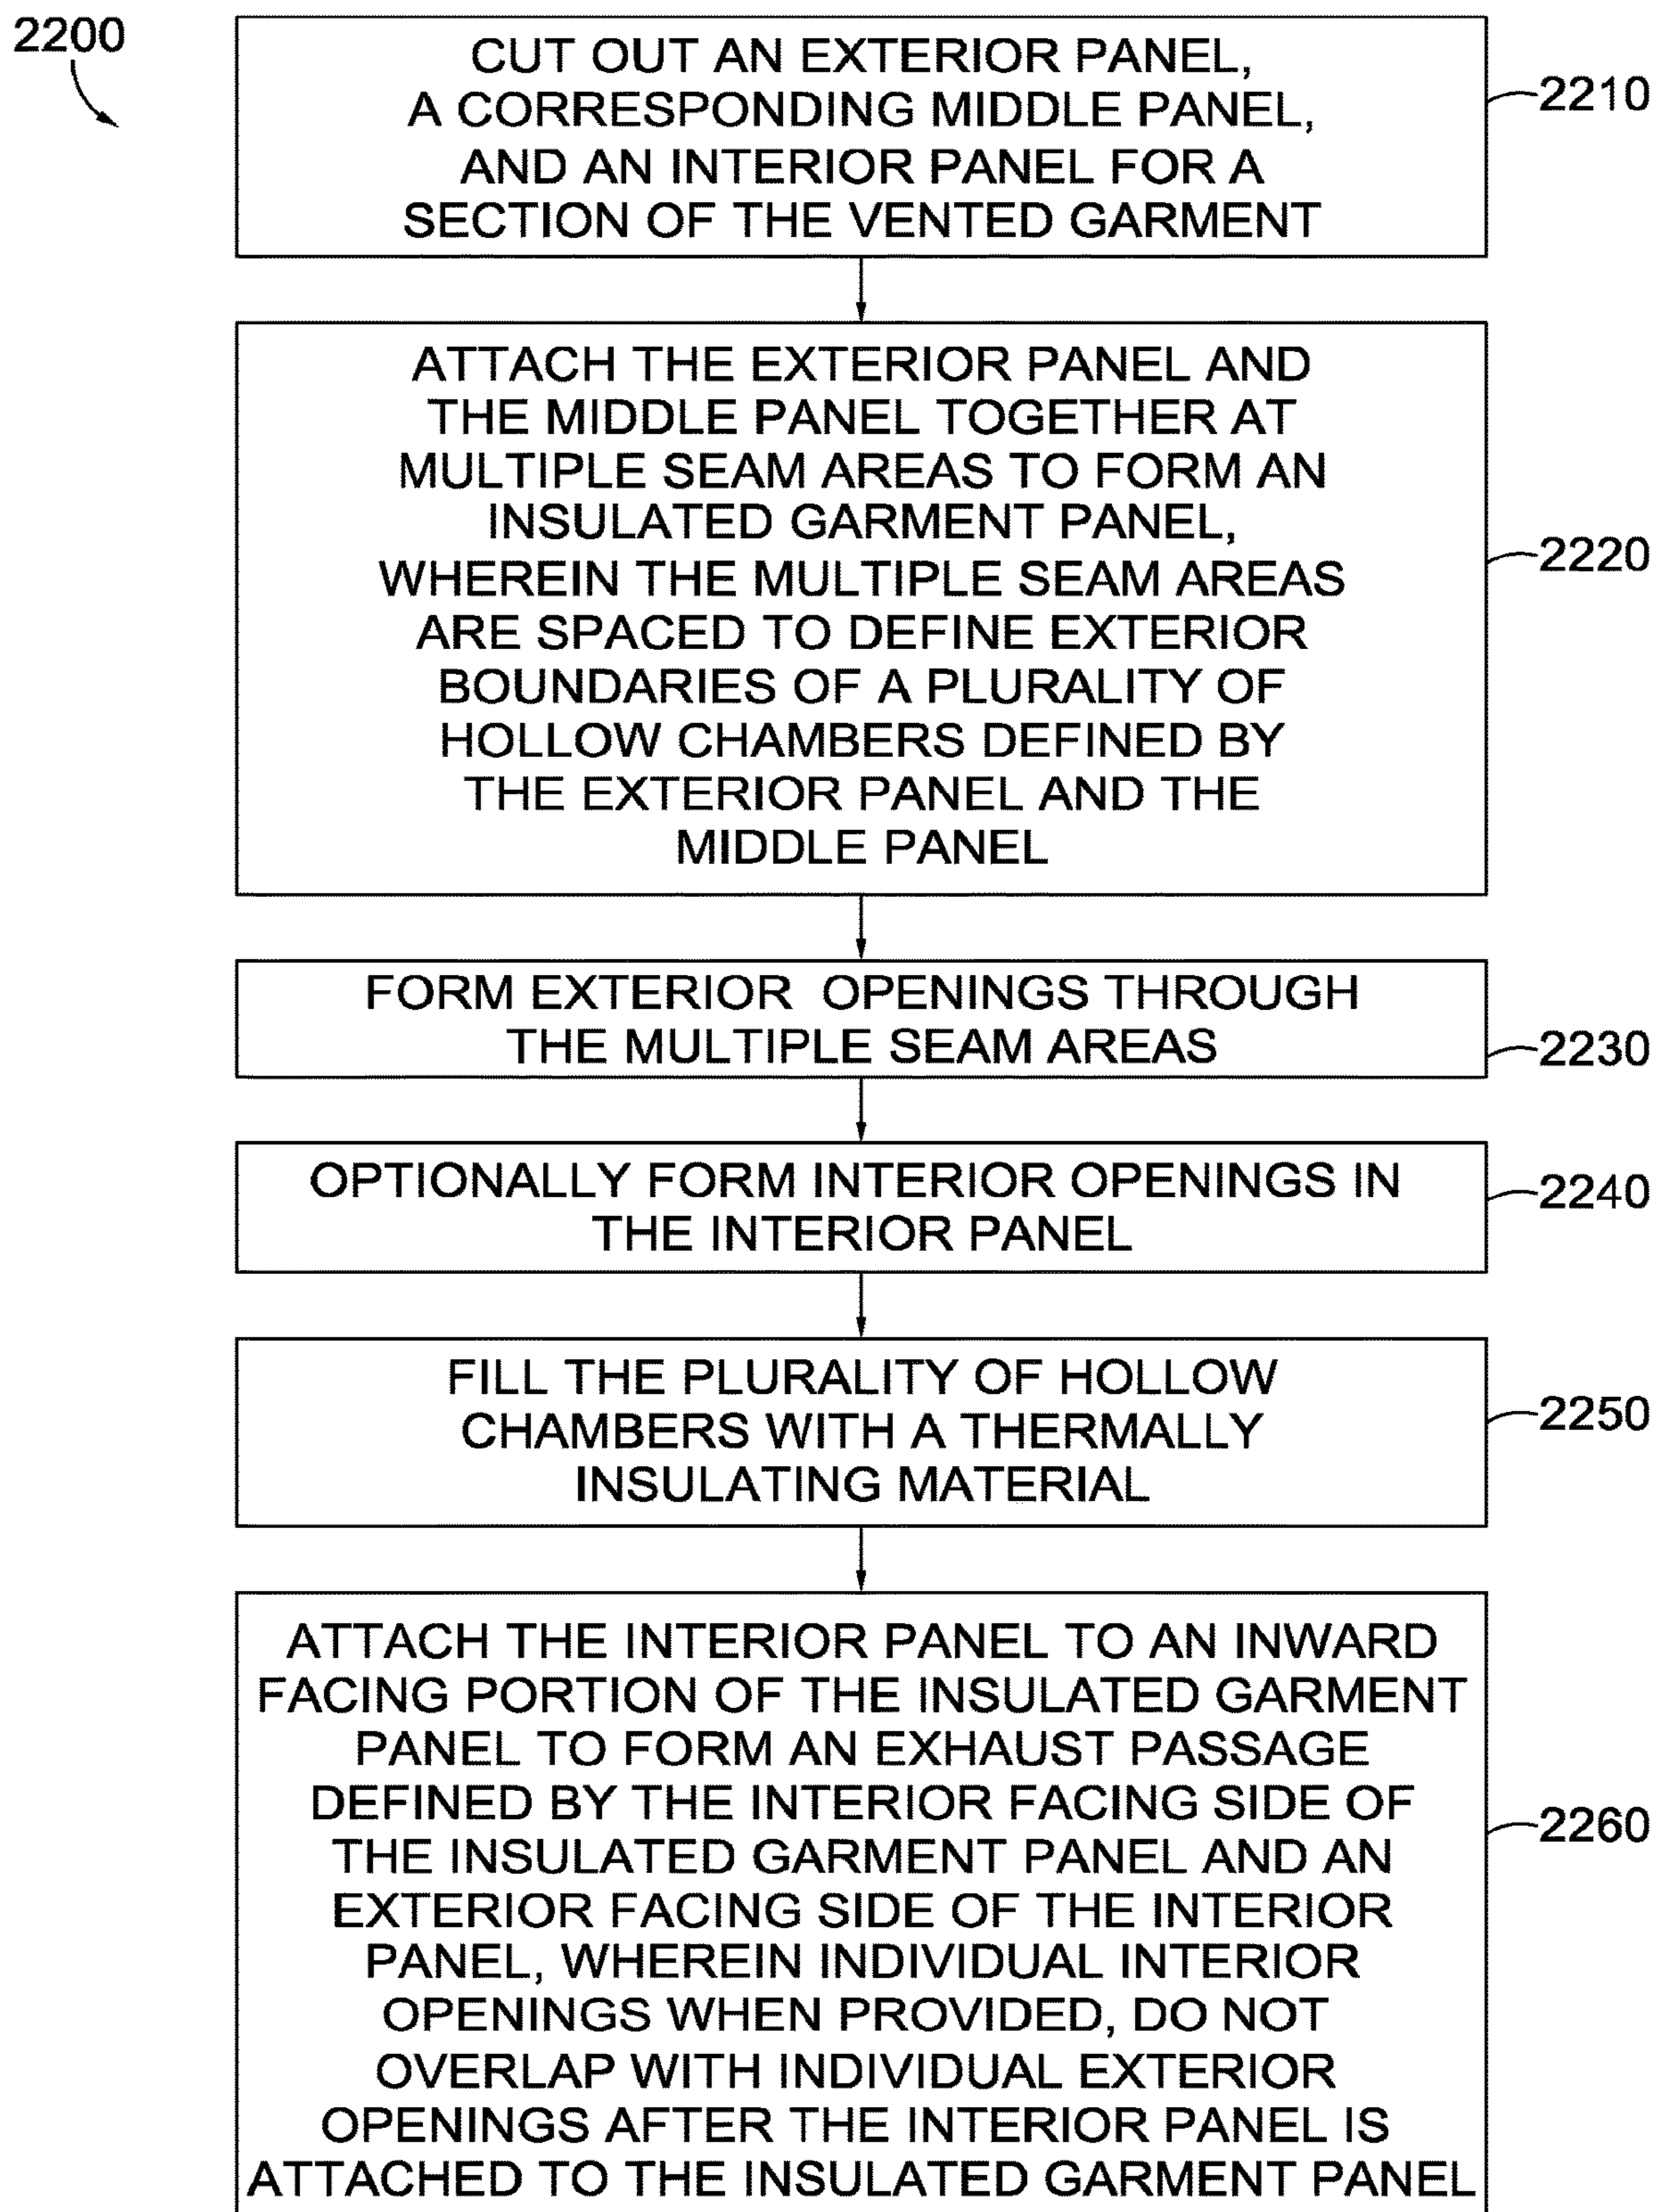 2200
CUT OUT AN EXTERIOR PANEL,
A CORRESPONDING MIDDLE PANEL,
AND AN INTERIOR PANEL FOR A
SECTION OF THE VENTED GARMENT
2210
ATTACH THE EXTERIOR PANEL AND
THE MIDDLE PANEL TOGETHER AT
MULTIPLE SEAM AREAS TO FORM AN
INSULATED GARMENT PANEL,
WHEREIN THE MULTIPLE SEAM AREAS
ARE SPACED TO DEFINE EXTERIOR
BOUNDARIES OF A PLURALITY OF
HOLLOW CHAMBERS DEFINED BY
THE EXTERIOR PANEL AND THE
MIDDLE PANEL
2220
FORM EXTERIOR OPENINGS THROUGH
THE MULTIPLE SEAM AREAS
2230
OPTIONALLY FORM INTERIOR OPENINGS IN
THE INTERIOR PANEL
2240
FILL THE PLURALITY OF HOLLOW
CHAMBERS WITH A THERMALLY
INSULATING MATERIAL
2250
ATTACH THE INTERIOR PANEL TO AN INWARD
FACING PORTION OF THE INSULATED GARMENT
PANEL TO FORM AN EXHAUST PASSAGE
DEFINED BY THE INTERIOR FACING SIDE OF
THE INSULATED GARMENT PANEL AND AN
EXTERIOR FACING SIDE OF THE INTERIOR
PANEL, WHEREIN INDIVIDUAL INTERIOR
OPENINGS WHEN PROVIDED, DO NOT
OVERLAP WITH INDIVIDUAL EXTERIOR
OPENINGS AFTER THE INTERIOR PANEL IS
ATTACHED TO THE INSULATED GARMENT PANEL
2260